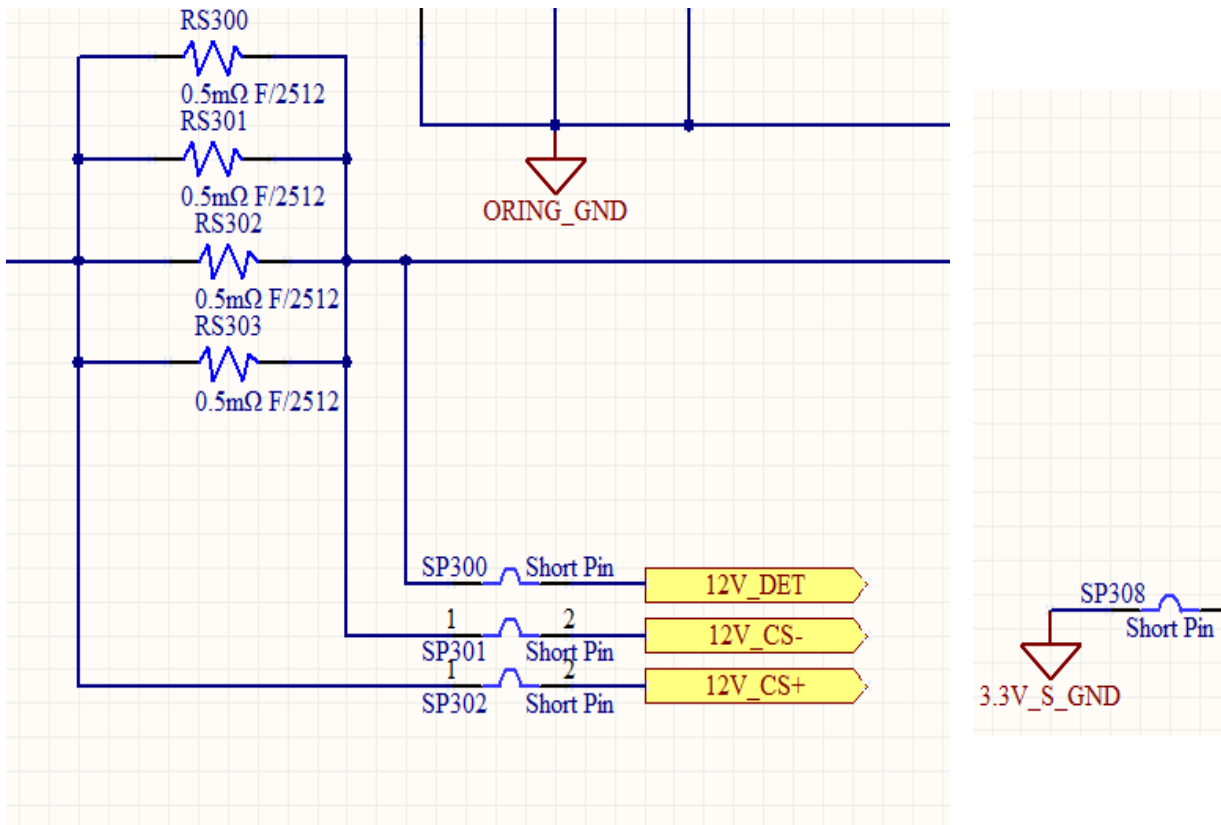 RS300
0.5mΩ F/2512
RS301
0.5mΩ F/2512
RS302
0.5mΩ F/2512
RS303
0.5mΩ F/2512
ORING_GND
SP300 Short Pin
12V_DET
1 2
SP301 Short Pin
12V_CS-
1 2
SP302 Short Pin
12V_CS+
SP308
Short Pin
3.3V_S_GND